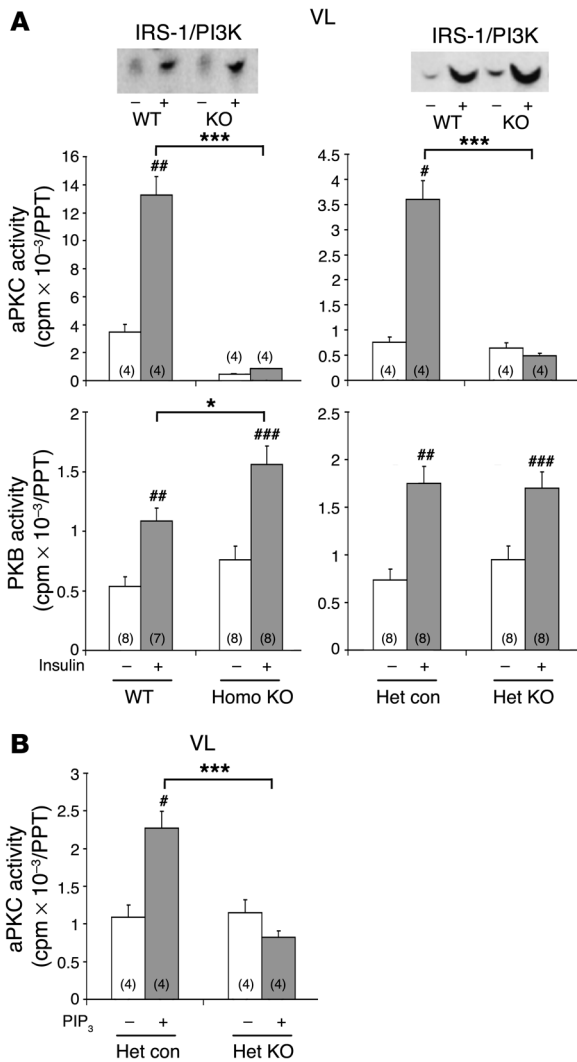 A
VL
IRS-1/PI3K
IRS-1/PI3K
– + – +
WT KO
– + – +
WT KO
***
##
16
14
12
10
8
6
4
2
0
aPKC activity
(cpm × 10⁻³/PPT)
(4) (4) (4) (4)
***
#
4.5
4
3.5
3
2.5
2
1.5
1
0.5
0
(4) (4) (4) (4)
*
##
###
2
1.5
1
0.5
0
PKB activity
(cpm × 10⁻³/PPT)
(8) (7) (8) (8)
Insulin – + – +
WT Homo KO
##
###
2.5
2
1.5
1
0.5
0
(8) (8) (8) (8)
– + – +
Het con Het KO
B
VL
***
#
3
2.5
2
1.5
1
0.5
0
aPKC activity
(cpm × 10⁻³/PPT)
(4) (4) (4) (4)
PIP₃ – + – +
Het con Het KO